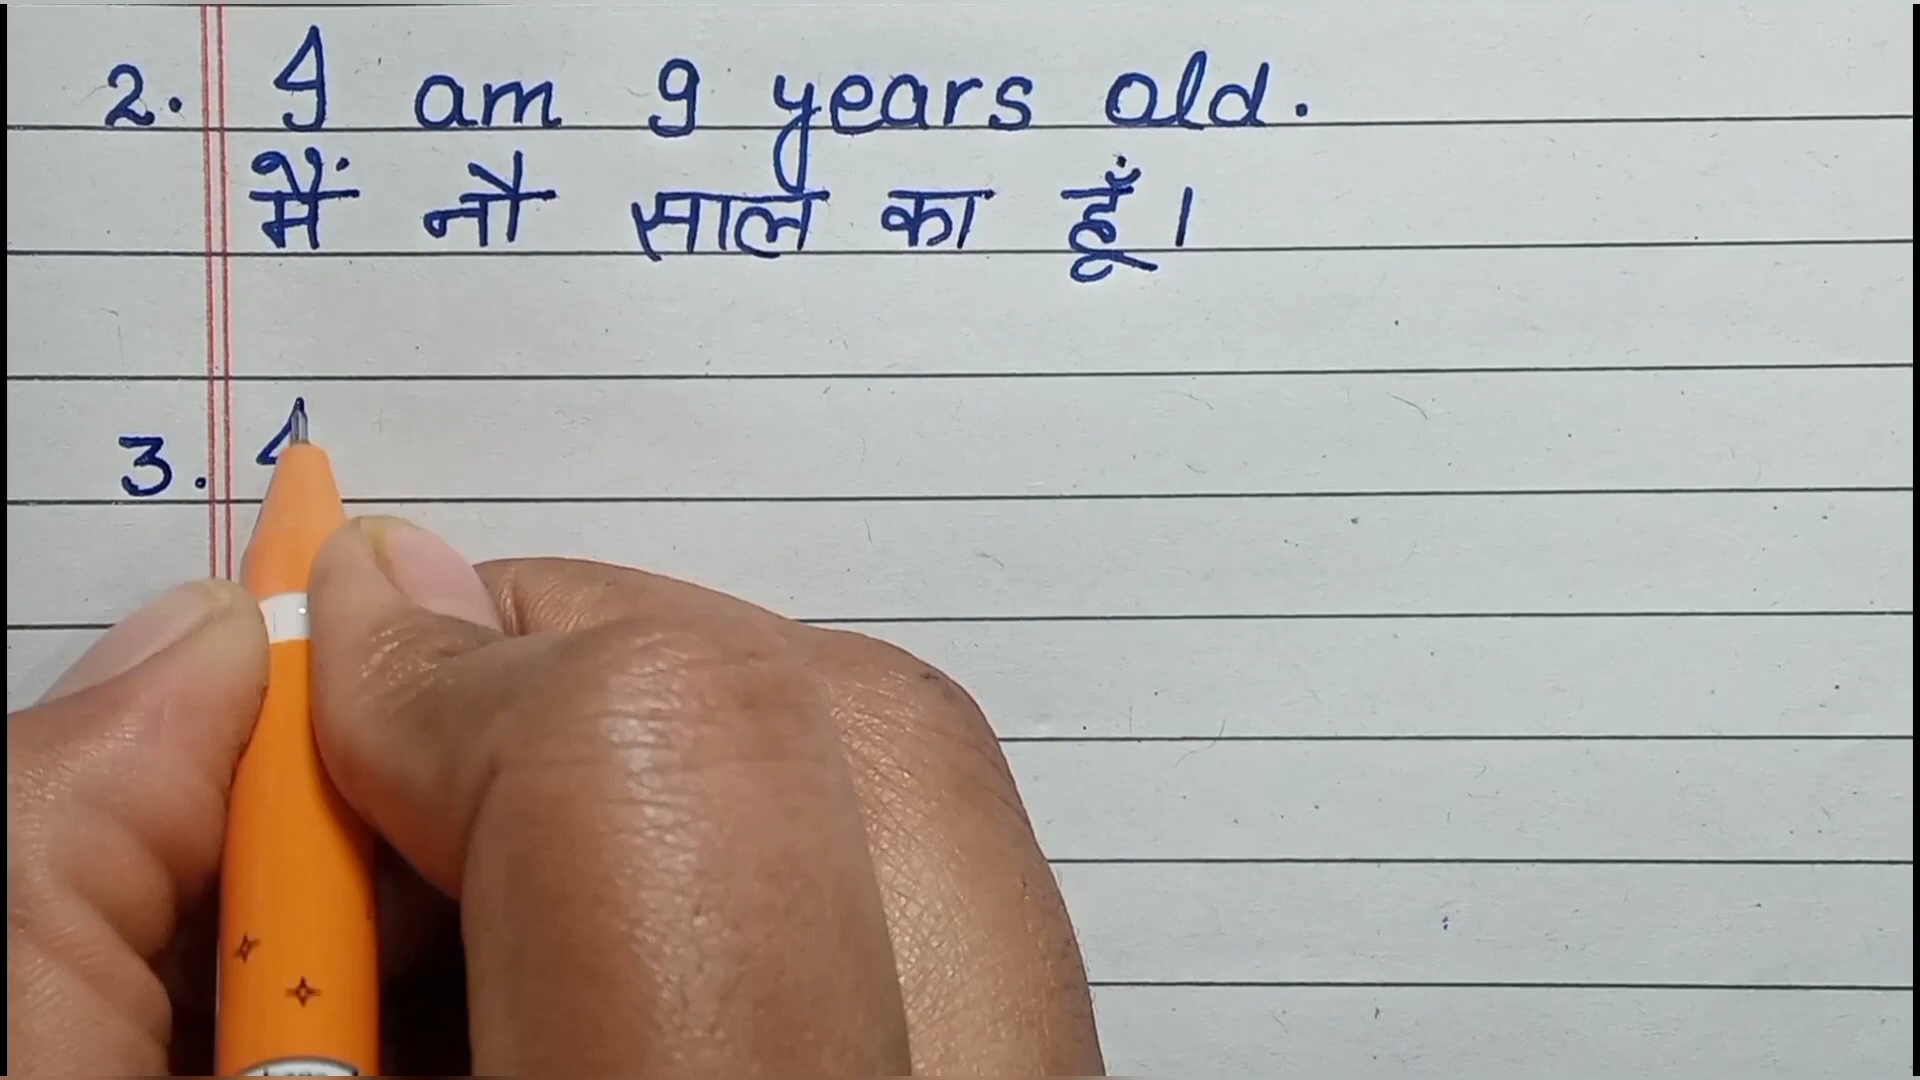 2. I am 9 years old.
मैं नौ साल का हूँ।
3.